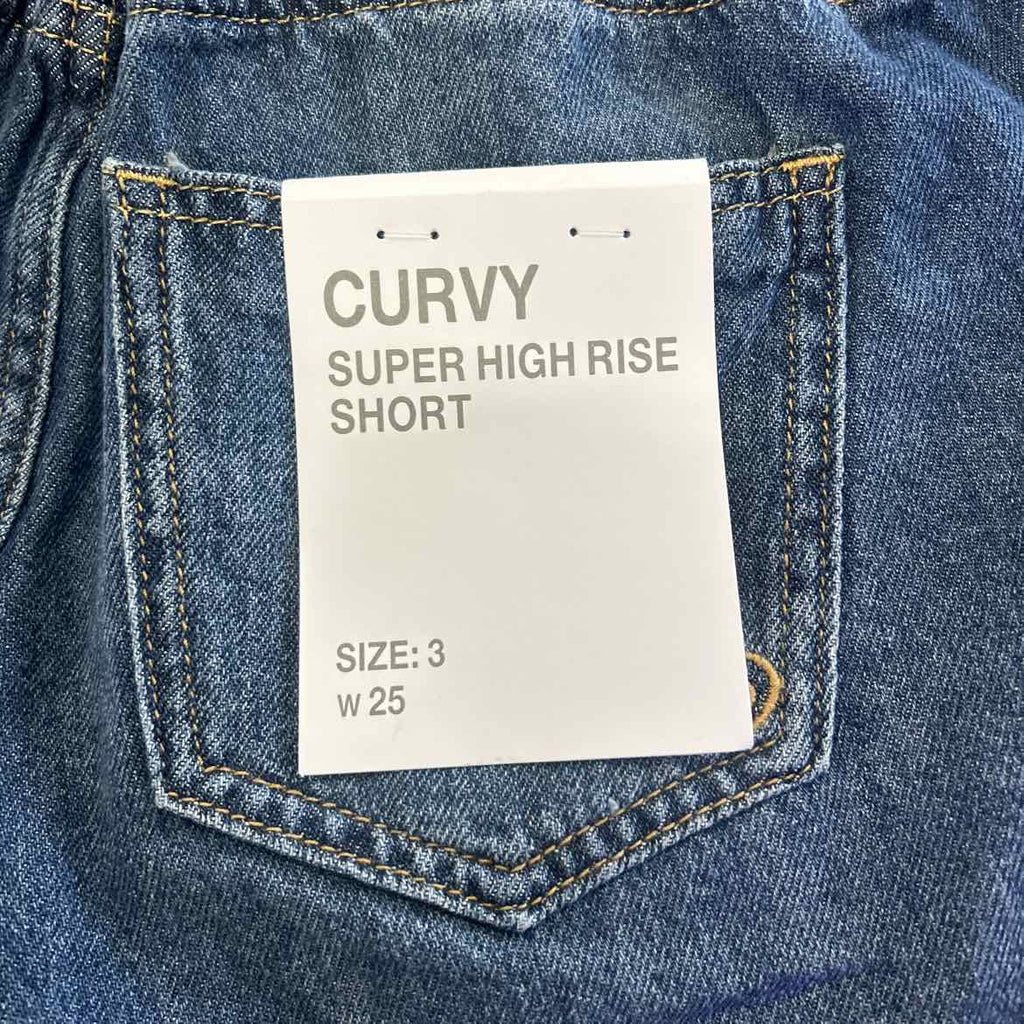 CURVY
SUPER HIGH RISE
SHORT
SIZE: 3
W 25